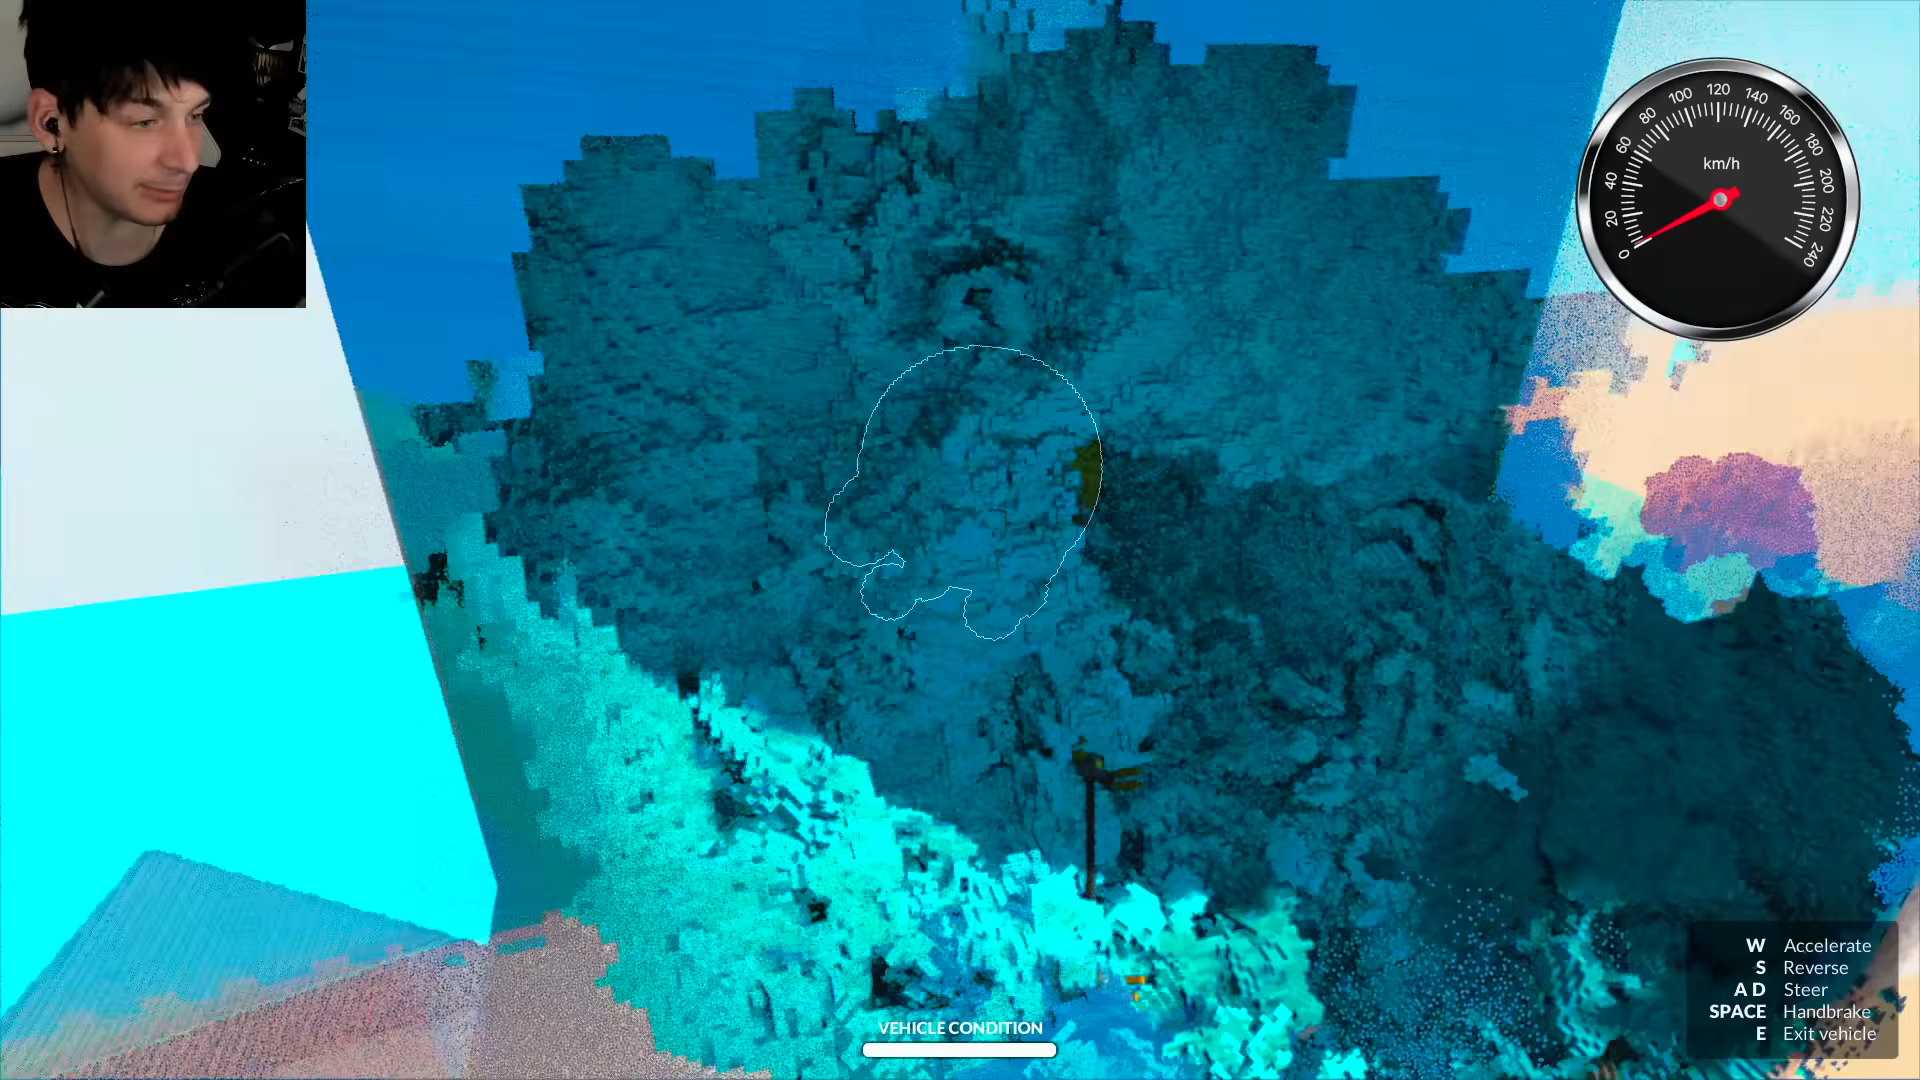 km/h
0
20
40
60
80
100
120
140
160
180
200
220
240
W Accelerate
S Reverse
A D Steer
SPACE Handbrake
E Exit vehicle
VEHICLE CONDITION